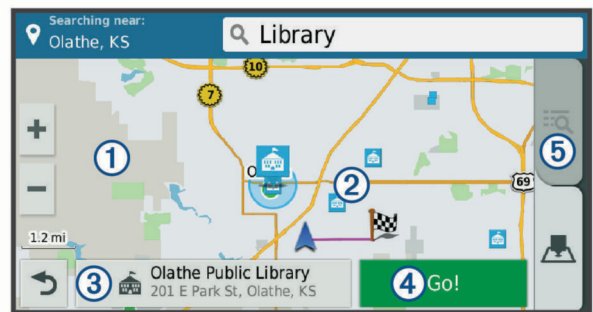 Searching near:
Olathe, KS
Library
10
7
+
1
5
O
2
69
−
1.2 mi
3
Olathe Public Library
201 E Park St, Olathe, KS
4
Go!